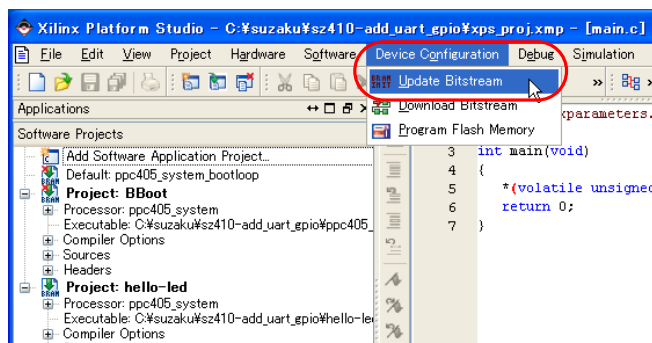 Xilinx Platform Studio - C:¥suzaku¥sz410-add_uart_gpio¥xps_proj.xmp - [main.c]
File Edit View Project Hardware Software Device Configuration Debug Simulation
BRAM INIT Update Bitstream »
Applications
Download Bitstream
xparameters.
Software Projects
Program Flash Memory
Add Software Application Project...
3 int main(void)
Default: ppc405_system_bootloop
4 {
Project: BBoot
5 *(volatile unsigned
Processor: ppc405_system
6 return 0;
Executable: C:¥suzaku¥sz410-add_uart_gpio¥ppc405_
7 }
Compiler Options
Sources
Headers
Project: hello-led
Processor: ppc405_system
Executable: C:¥suzaku¥sz410-add_uart_gpio¥hello-le
Compiler Options